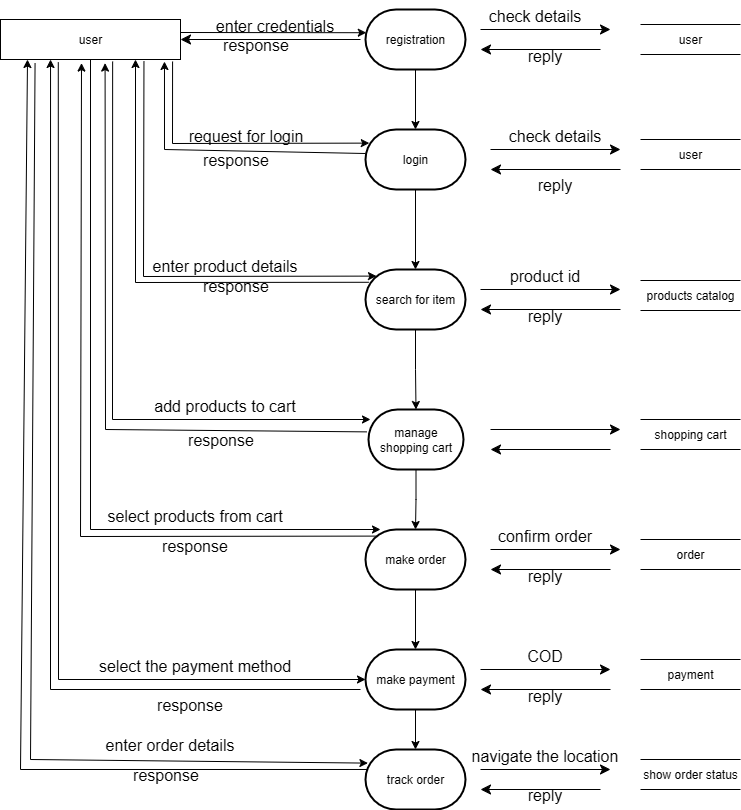 enter credentials
check details
user
registration
user
response
reply
request for login
check details
login
user
response
reply
enter product details
product id
response
search for item
products catalog
reply
add products to cart
manage
shopping cart
shopping cart
response
select products from cart
confirm order
response
make order
order
reply
select the payment method
COD
make payment
payment
response
reply
enter order details
navigate the location
response
track order
show order status
reply